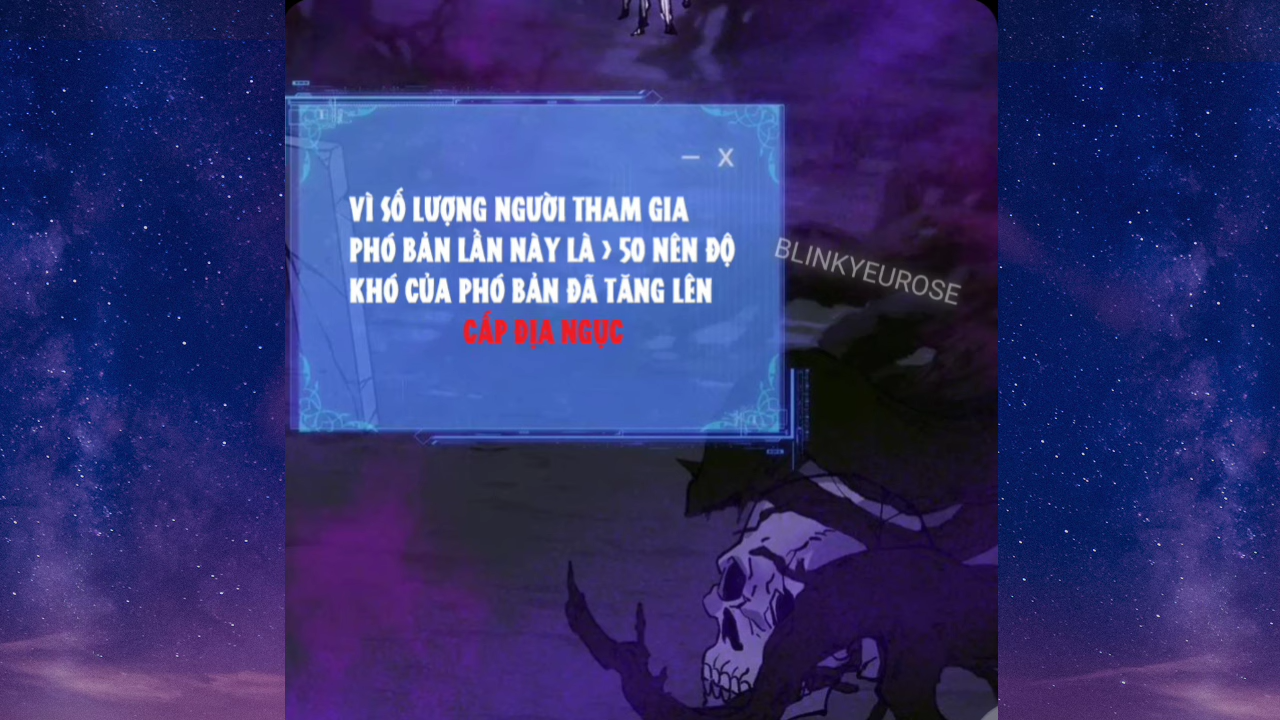 VÌ SỐ LƯỢNG NGƯỜI THAM GIA
PHÓ BẢN LẦN NÀY LÀ > 50 NÊN ĐỘ
KHÓ CỦA PHÓ BẢN ĐÃ TĂNG LÊN
CẤP ĐỊA NGỤC
BLINKYEUROSE